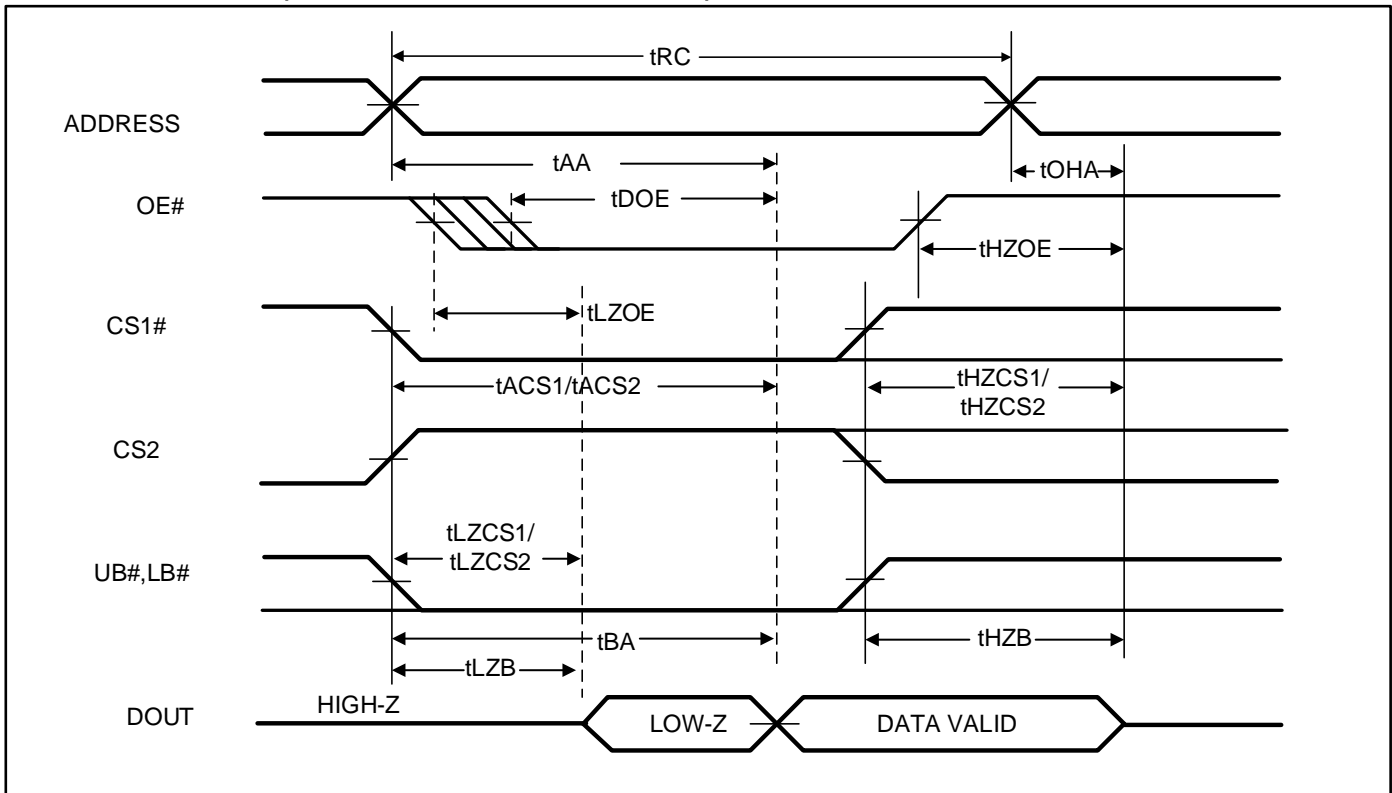 tRC
ADDRESS
tAA
tOHA
OE#
tDOE
tHZOE
tLZOE
CS1#
tACS1/tACS2
tHZCS1/
tHZCS2
CS2
tLZCS1/
tLZCS2
UB#,LB#
tBA
tHZB
tLZB
HIGH-Z
DOUT
LOW-Z
DATA VALID